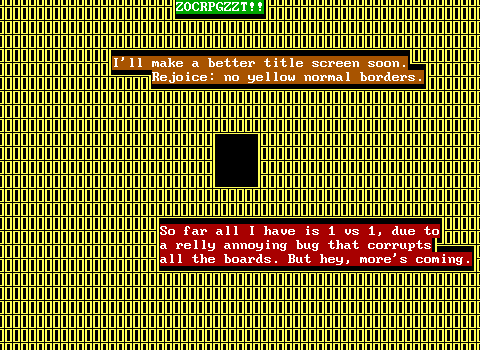 ZOCRPGZZT!!
I'll make a better title screen soon.
Rejoice: no yellow normal borders.
So far all I have is 1 vs 1, due to
a relly annoying bug that corrupts
all the boards. But hey, more's coming.